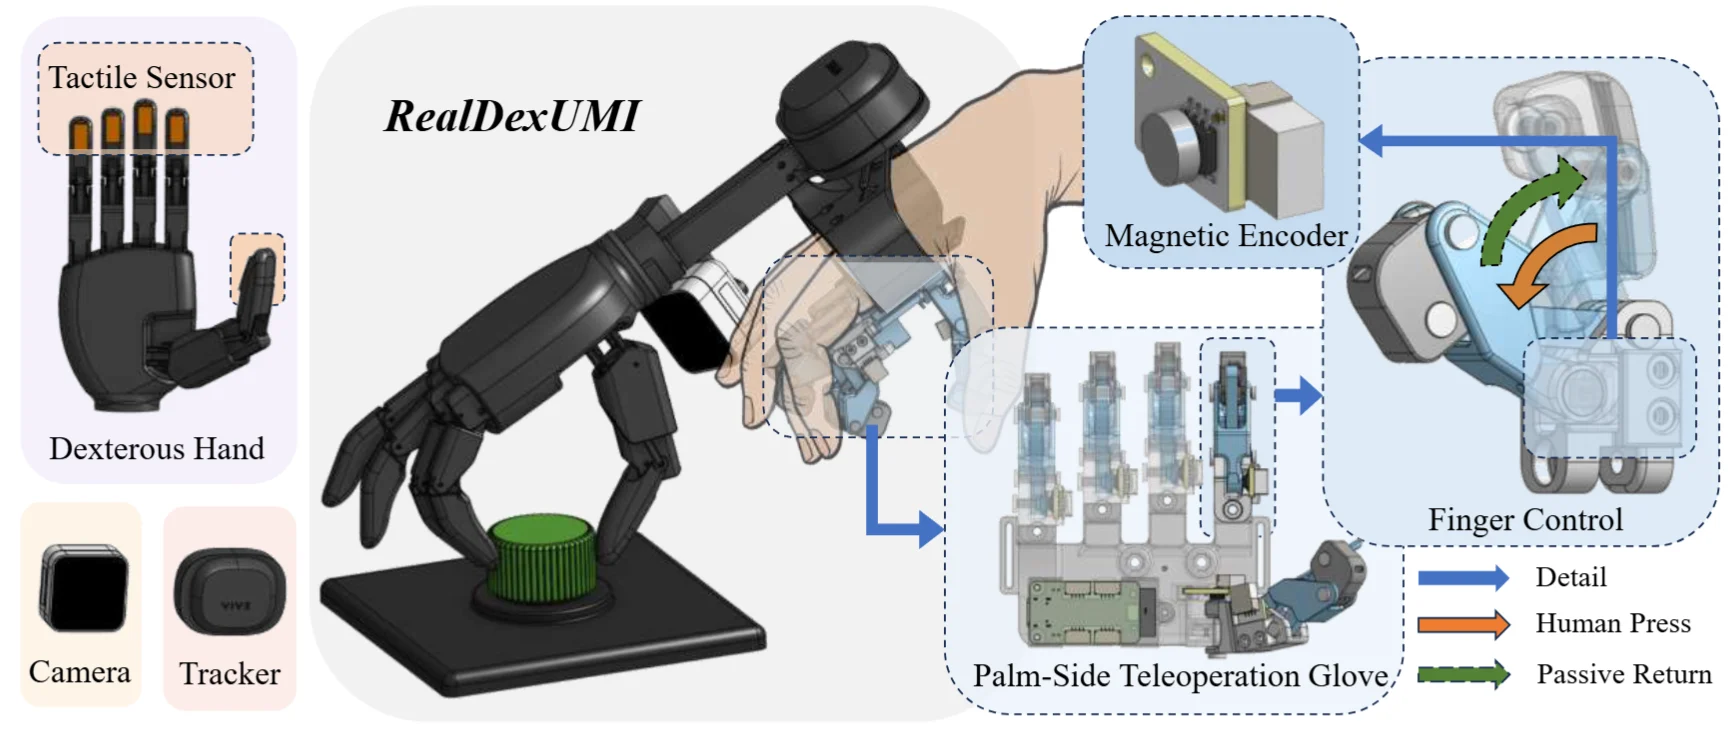 Tactile Sensor
Dexterous Hand
Camera
VIVE
Tracker
RealDexUMI
Magnetic Encoder
Finger Control
Palm-Side Teleoperation Glove
Detail
Human Press
Passive Return